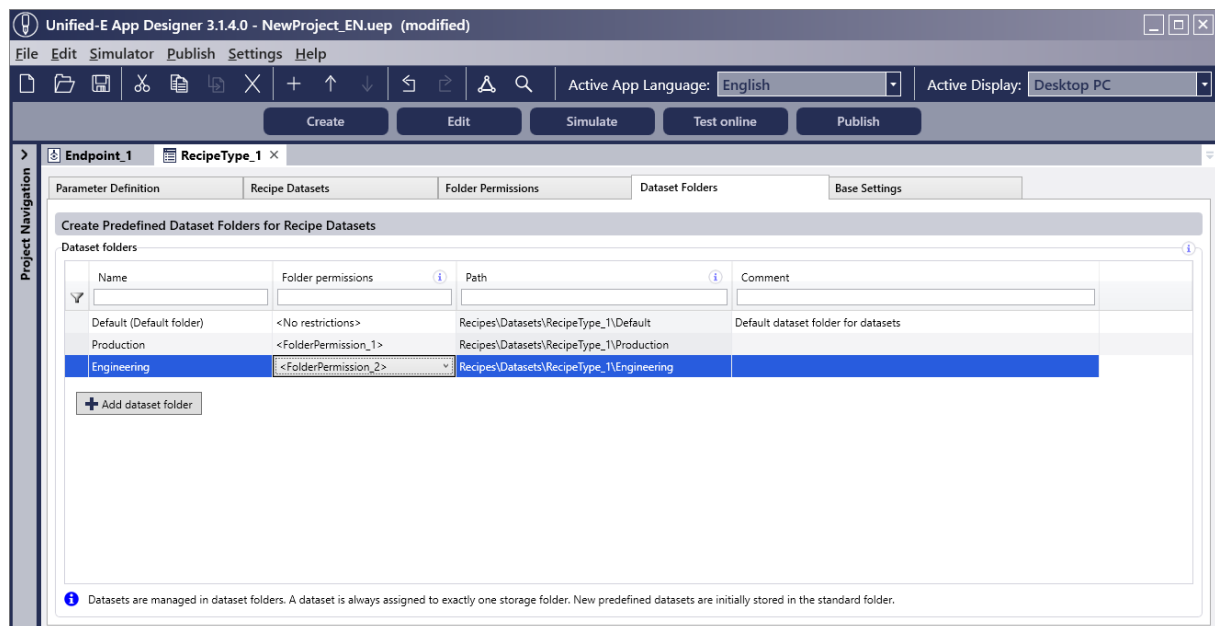 Unified-E App Designer 3.1.4.0 - NewProject_EN.uep (modified)
File Edit Simulator Publish Settings Help
Active App Language: English Active Display: Desktop PC
Create Edit Simulate Test online Publish
Endpoint_1 RecipeType_1
Project Navigation
Parameter Definition Recipe Datasets Folder Permissions Dataset Folders Base Settings
Create Predefined Dataset Folders for Recipe Datasets
Dataset folders
Name Folder permissions Path Comment
Default (Default folder) <No restrictions> Recipes\Datasets\RecipeType_1\Default Default dataset folder for datasets
Production <FolderPermission_1> Recipes\Datasets\RecipeType_1\Production
Engineering <FolderPermission_2> Recipes\Datasets\RecipeType_1\Engineering
Add dataset folder
Datasets are managed in dataset folders. A dataset is always assigned to exactly one storage folder. New predefined datasets are initially stored in the standard folder.